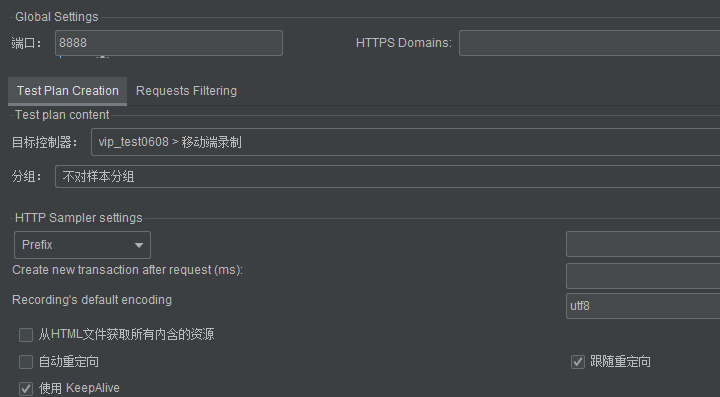 Global Settings
端口： 8888 HTTPS Domains:
Test Plan Creation Requests Filtering
Test plan content
目标控制器： vip_test0608 > 移动端录制
分组： 不对样本分组
HTTP Sampler settings
Prefix
Create new transaction after request (ms):
Recording's default encoding utf8
从HTML文件获取所有内含的资源
自动重定向 跟随重定向
使用 KeepAlive